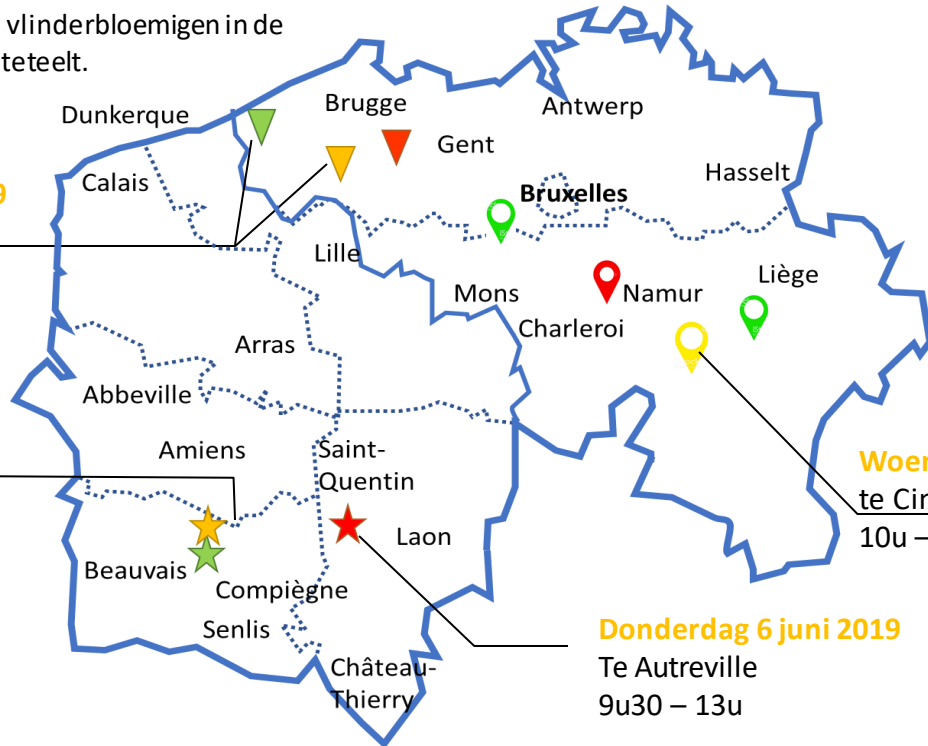 vlinderbloemigen in de
teteelt.
Dunkerque
Brugge
Antwerp
Gent
Calais
Hasselt
9
Bruxelles
Lille
Liège
Mons
Namur
Charleroi
Arras
Abbeville
Amiens
Saint-
Quentin
Laon
Woer
te Cir
10u –
Beauvais
Compiègne
Senlis
Donderdag 6 juni 2019
Te Autreville
9u30 – 13u
Château-
Thierry